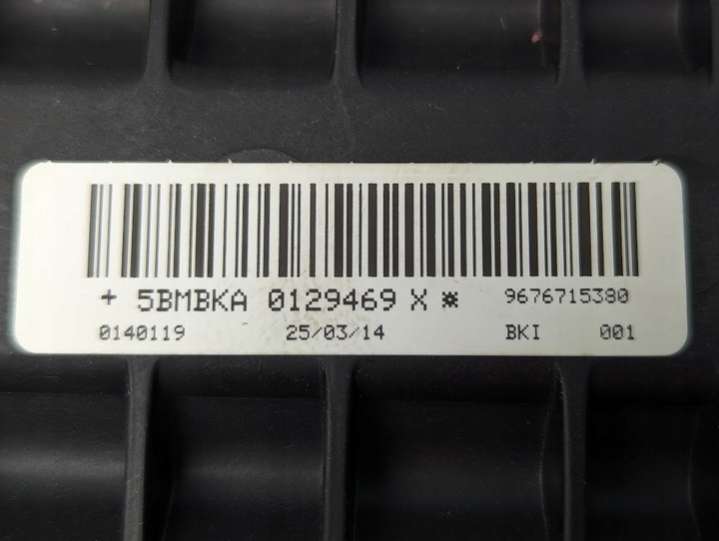 + 5BMBKA 0129469 X ⋇ 9676715380
0140119 25/03/14 BKI 001